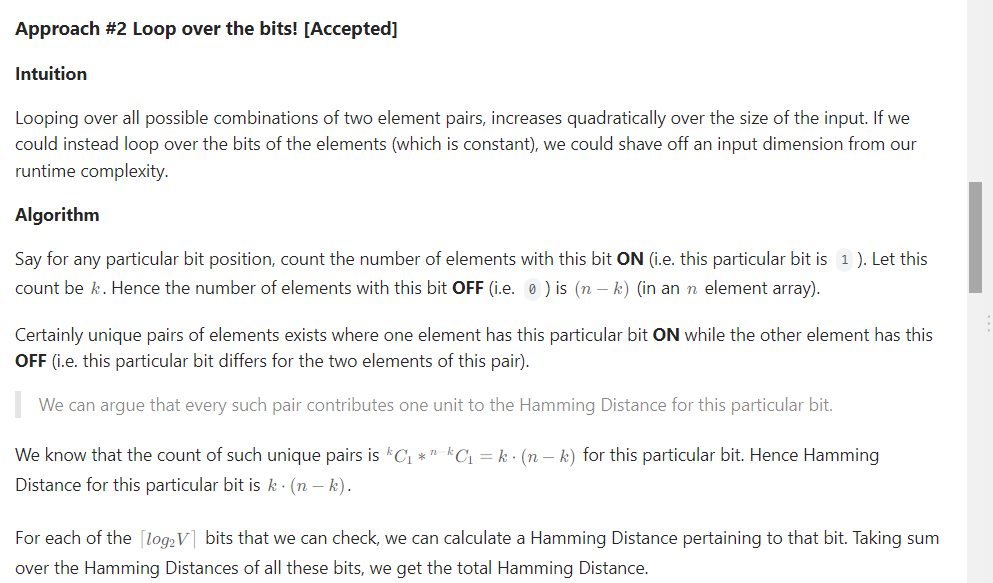 Approach #2 Loop over the bits! [Accepted]
Intuition
Looping over all possible combinations of two element pairs, increases quadratically over the size of the input. If we
could instead loop over the bits of the elements (which is constant), we could shave off an input dimension from our
runtime complexity.
Algorithm
Say for any particular bit position, count the number of elements with this bit ON (i.e. this particular bit is 1 ). Let this
count be k. Hence the number of elements with this bit OFF (i.e. 0 ) is (n − k) (in an n element array).
Certainly unique pairs of elements exists where one element has this particular bit ON while the other element has this
OFF (i.e. this particular bit differs for the two elements of this pair).
We can argue that every such pair contributes one unit to the Hamming Distance for this particular bit.
We know that the count of such unique pairs is ᵏC₁ * ⁿ⁻ᵏC₁ = k · (n − k) for this particular bit. Hence Hamming
Distance for this particular bit is k · (n − k).
For each of the ⌈log₂V⌉ bits that we can check, we can calculate a Hamming Distance pertaining to that bit. Taking sum
over the Hamming Distances of all these bits, we get the total Hamming Distance.